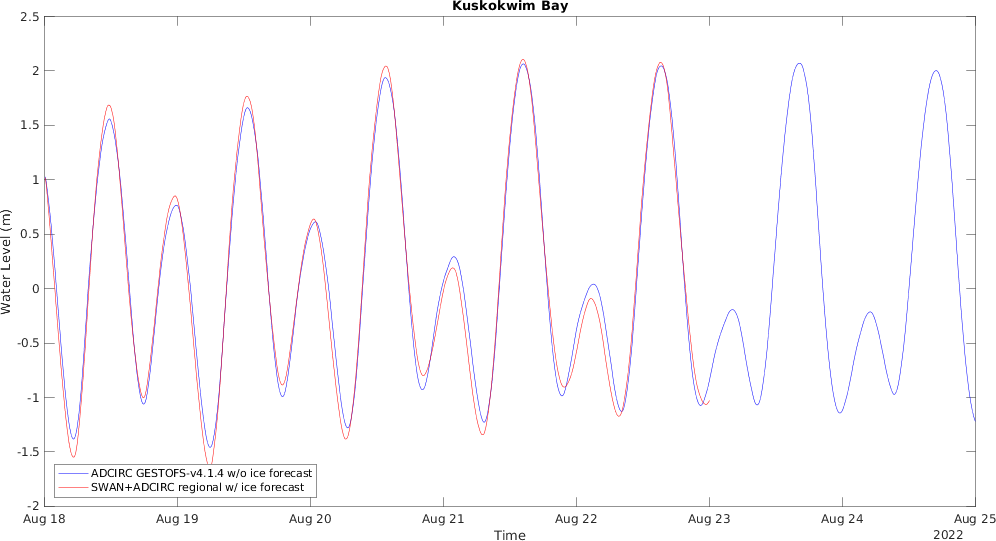 Kuskokwim Bay
2.5
2
1.5
1
0.5
0
-0.5
-1
-1.5
-2
Water Level (m)
ADCIRC GESTOFS-v4.1.4 w/o ice forecast
SWAN+ADCIRC regional w/ ice forecast
Aug 18 Aug 19 Aug 20 Aug 21 Aug 22 Aug 23 Aug 24 Aug 25
Time
2022